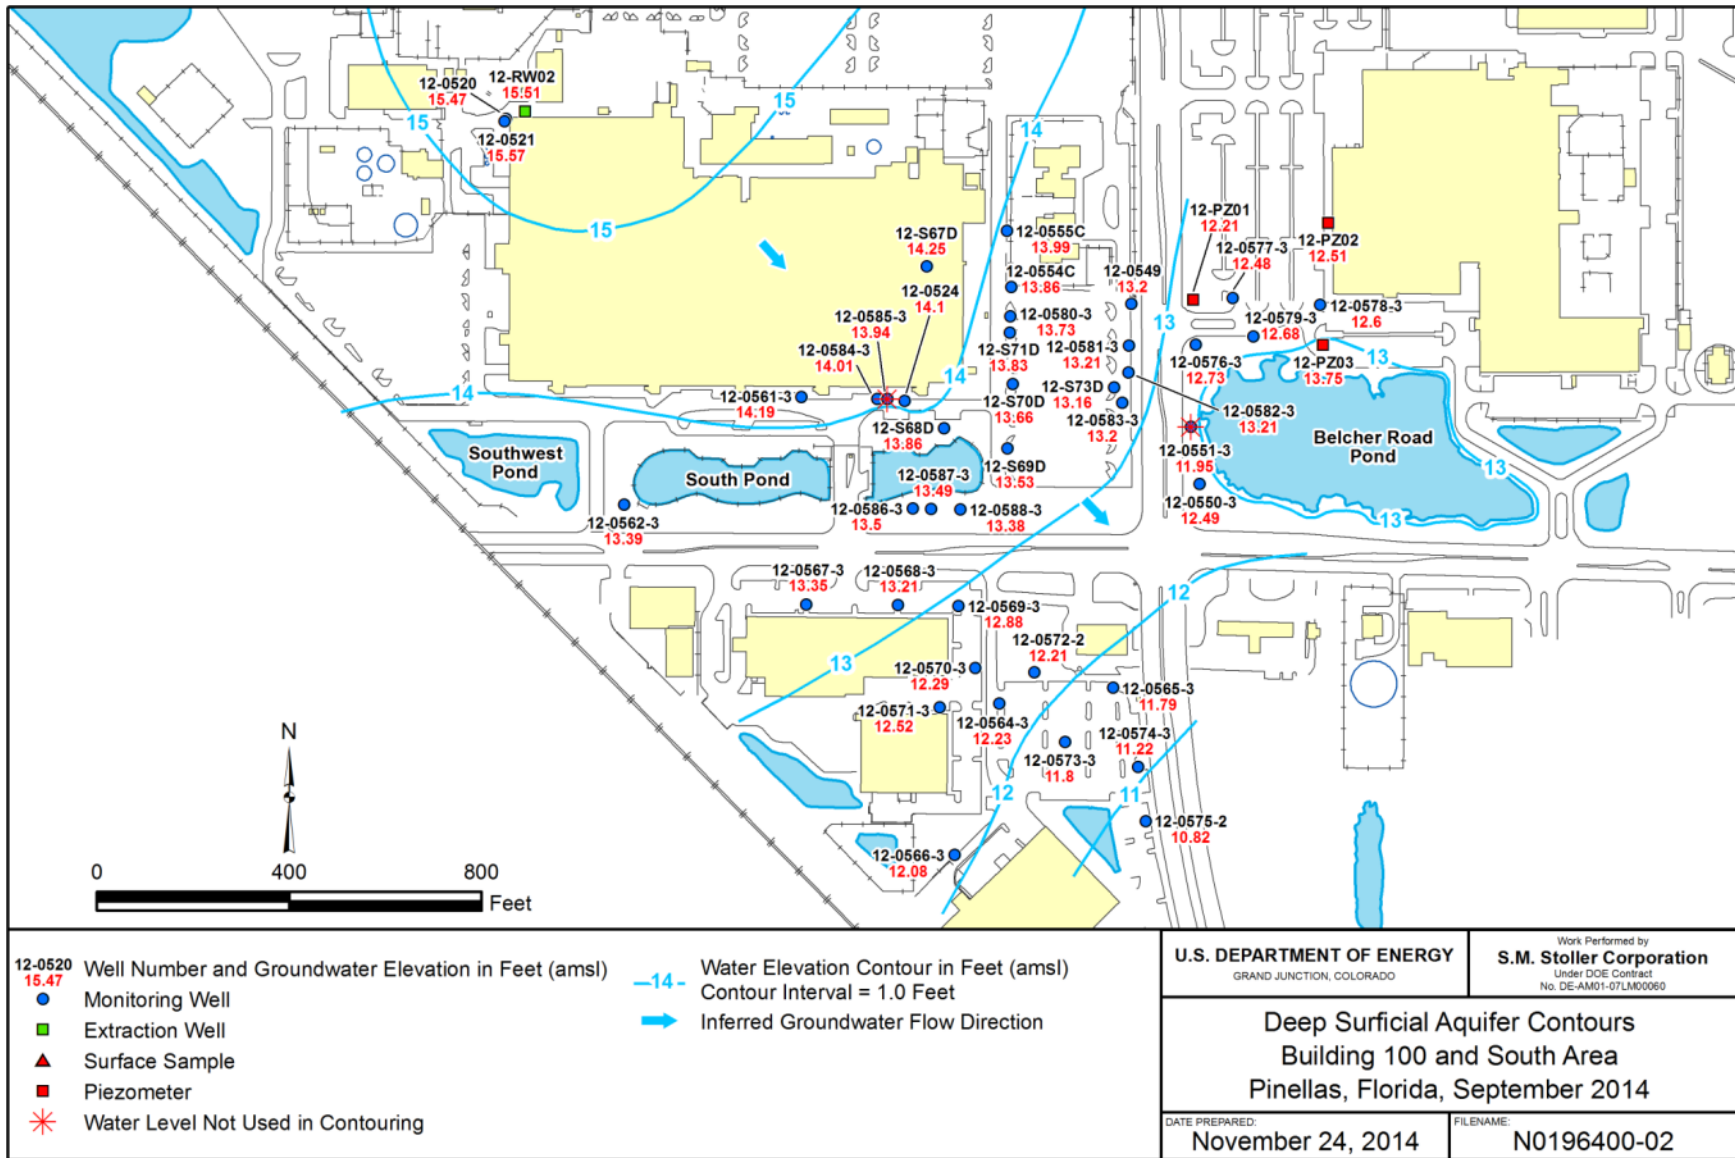 12-0520
15.47
12-RW02
15.51
12-0521
15.57
15
15
15
14
12-S67D
14.25
12-0555C
13.99
12-0554C
13.86
12-0524
14.1
12-0549
13.2
12-PZ01
12.21
12-0577-3
12.48
12-PZ02
12.51
12-0585-3
13.94
12-0580-3
13.73
13
12-0579-3
12.68
12-0578-3
12.6
12-0584-3
14.01
12-S71D
13.83
12-0581-3
13.21
12-0576-3
12.73
12-PZ03
13.75
13
14
14
12-0561-3
14.19
12-S70D
13.66
12-S73D
13.16
12-0583-3
13.2
12-0582-3
13.21
12-S68D
13.86
12-S69D
13.53
12-0551-3
11.95
Belcher Road
Pond
13
Southwest
Pond
South Pond
12-0587-3
13.49
12-0586-3
13.5
12-0588-3
13.38
12-0550-3
12.49
13
12-0562-3
13.39
12-0567-3
13.35
12-0568-3
13.21
12-0569-3
12.88
12
12-0572-2
12.21
13
12-0570-3
12.29
12-0565-3
11.79
12-0571-3
12.52
12-0564-3
12.23
12-0574-3
11.22
12-0573-3
11.8
12
11
12-0575-2
10.82
12-0566-3
12.08
N
0 400 800
Feet
12-0520
15.47
Well Number and Groundwater Elevation in Feet (amsl)
Monitoring Well
Extraction Well
Surface Sample
Piezometer
Water Level Not Used in Contouring
14
Water Elevation Contour in Feet (amsl)
Contour Interval = 1.0 Feet
Inferred Groundwater Flow Direction
U.S. DEPARTMENT OF ENERGY
GRAND JUNCTION, COLORADO
Work Performed by
S.M. Stoller Corporation
Under DOE Contract
No. DE-AM01-07LM00060
Deep Surficial Aquifer Contours
Building 100 and South Area
Pinellas, Florida, September 2014
DATE PREPARED:
November 24, 2014
FILENAME:
N0196400-02